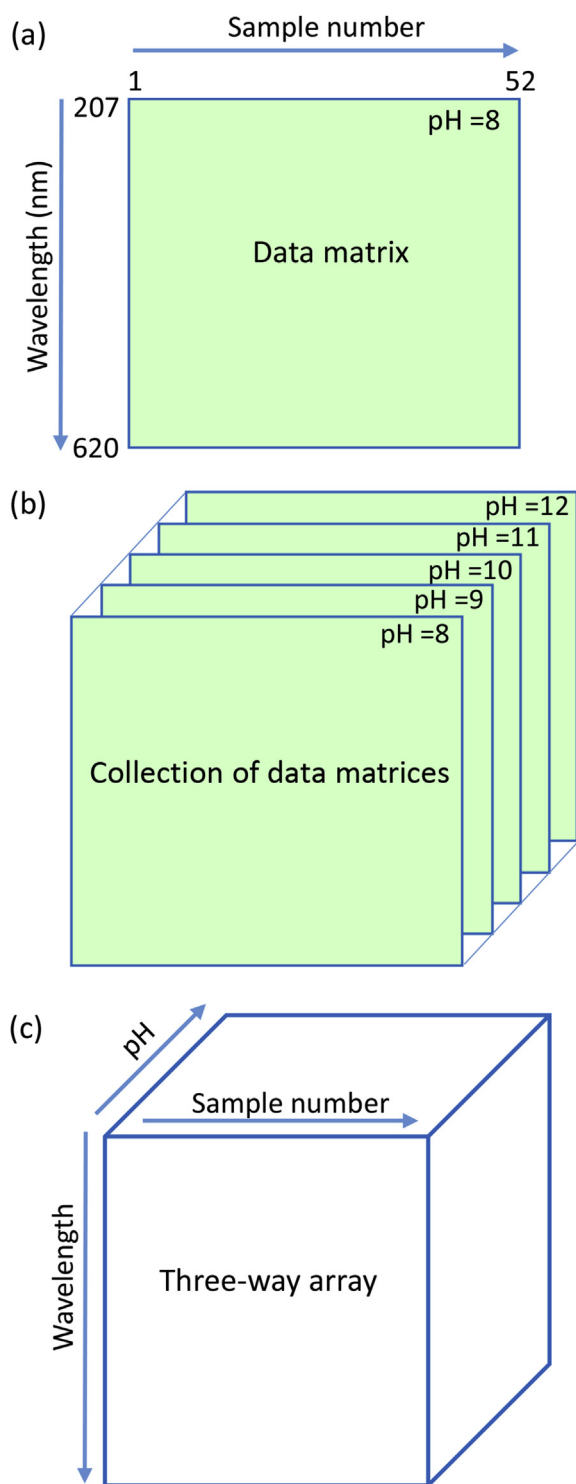 (a)
Sample number
1
52
207
pH =8
Wavelength (nm)
Data matrix
620
(b)
pH =12
pH =11
pH =10
pH =9
pH =8
Collection of data matrices
(c)
pH
Sample number
Wavelength
Three-way array